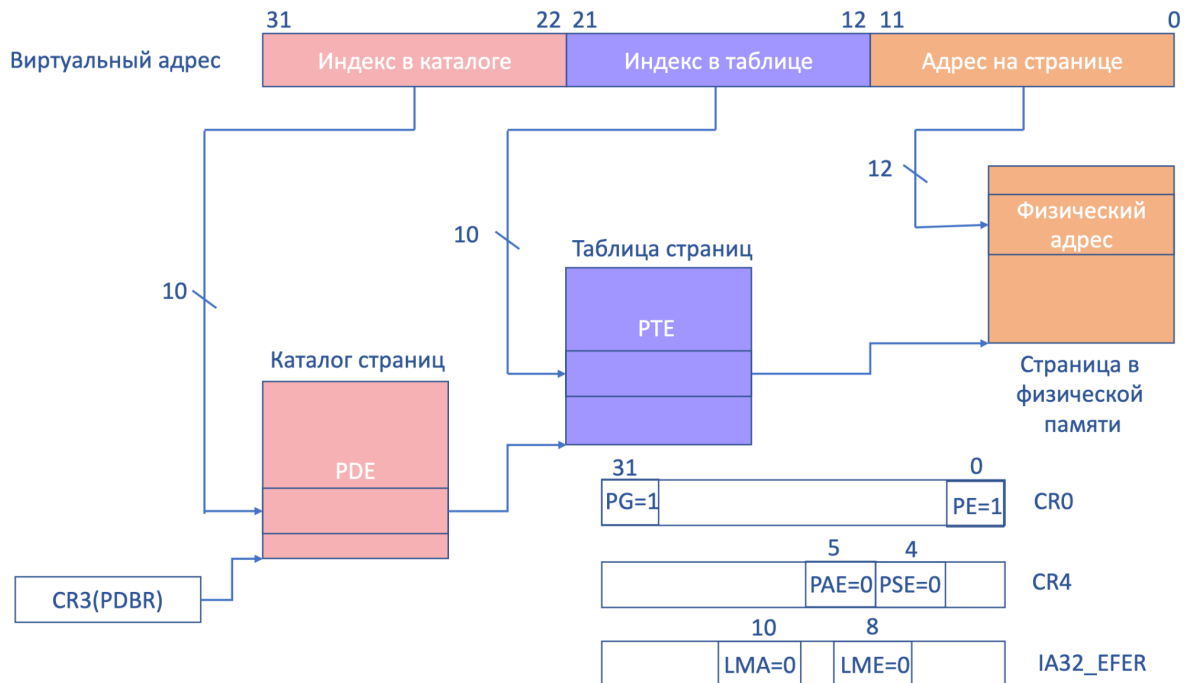 31 22 21 12 11 0
Виртуальный адрес
Индекс в каталоге
Индекс в таблице
Адрес на странице
12
Физический
адрес
10
Таблица страниц
10
PTE
Каталог страниц
Страница в
физической
памяти
PDE
31 0
PG=1 PE=1 CR0
5 4
PAE=0 PSE=0 CR4
CR3(PDBR)
10 8
LMA=0 LME=0 IA32_EFER